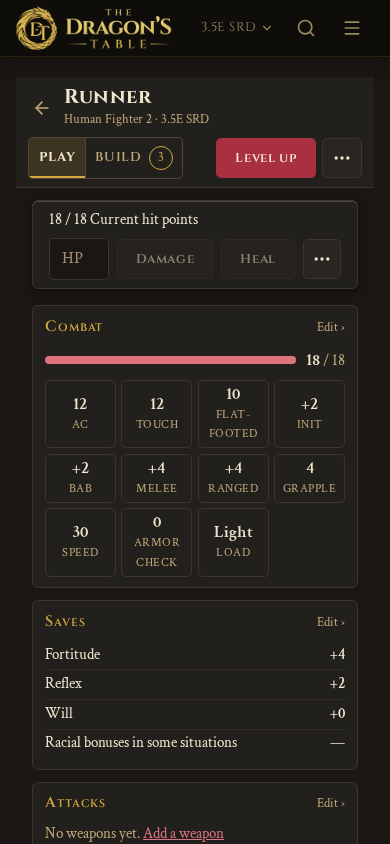 DT THE
DRAGON'S
TABLE
3.5E SRD
RUNNER
Human Fighter 2 · 3.5E SRD
PLAY BUILD 3 LEVEL UP ...
18 / 18 Current hit points
HP DAMAGE HEAL ...
COMBAT Edit ›
18 / 18
12 12 10 +2
AC TOUCH FLAT- INIT
FOOTED
+2 +4 +4 4
BAB MELEE RANGED GRAPPLE
30 0 Light
SPEED ARMOR LOAD
CHECK
SAVES Edit ›
Fortitude +4
Reflex +2
Will +0
Racial bonuses in some situations —
ATTACKS Edit ›
No weapons yet. Add a weapon